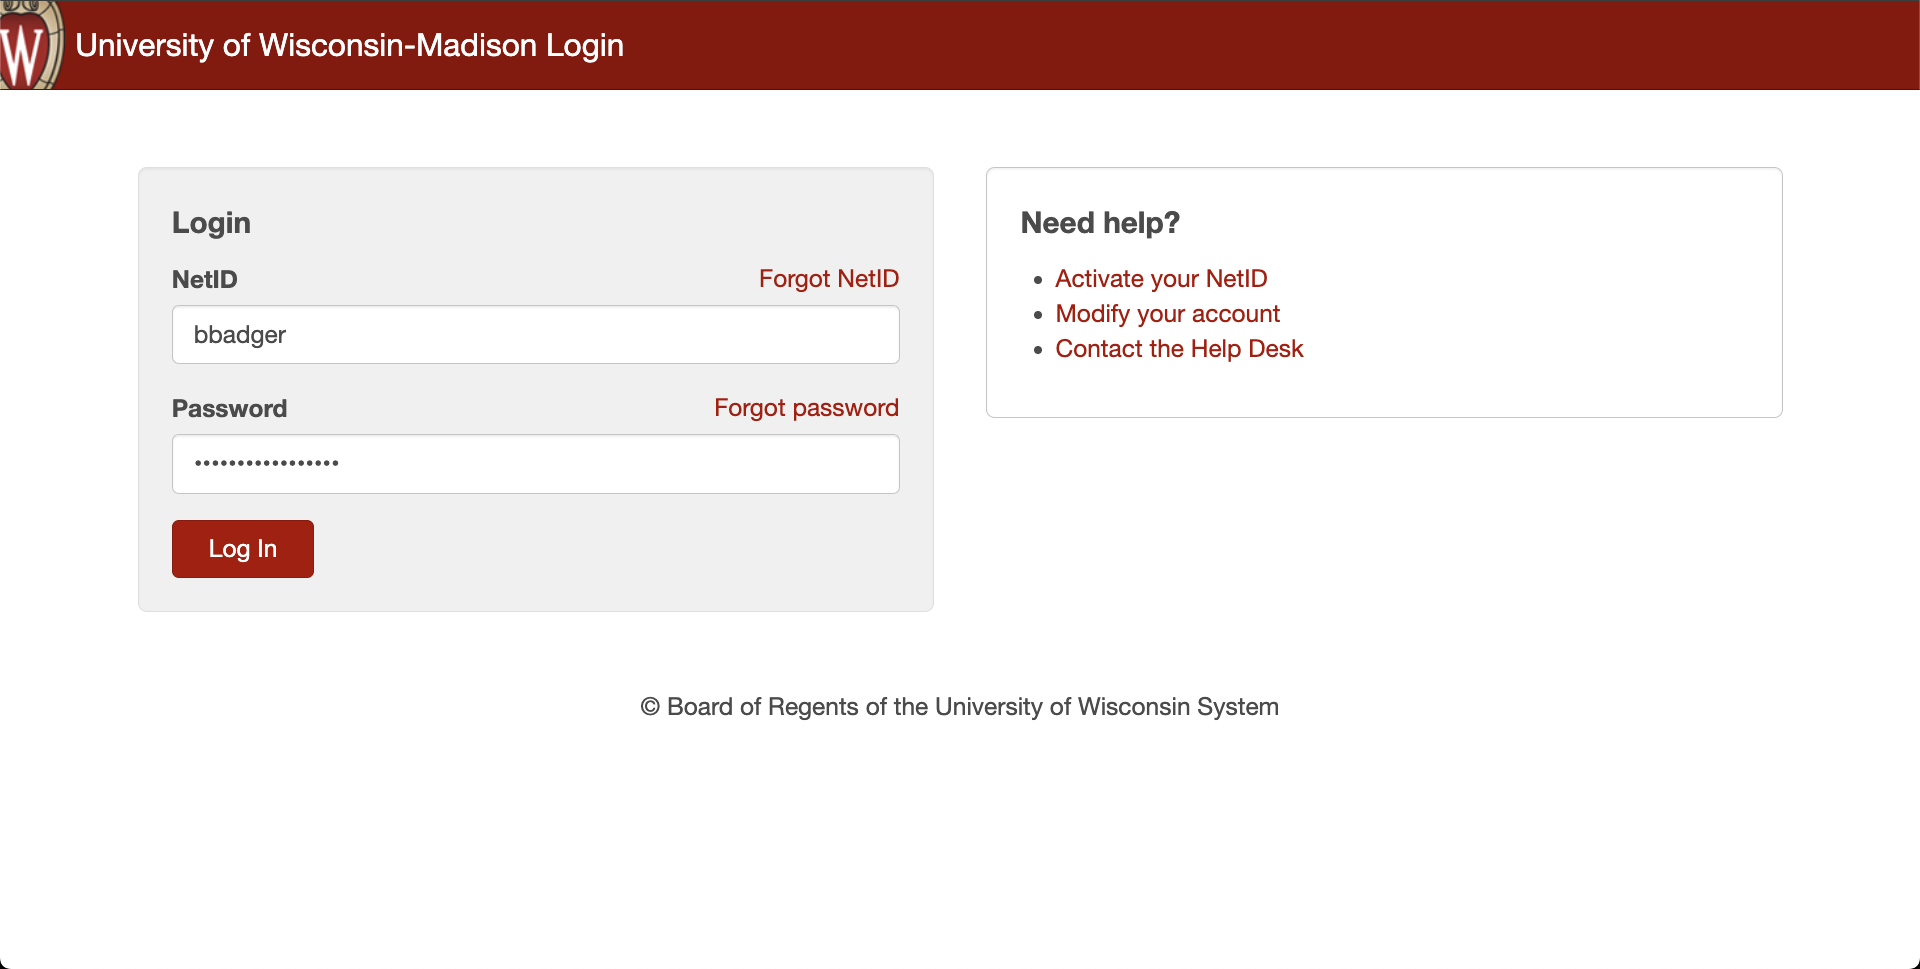 W
University of Wisconsin-Madison Login
Login
NetID
Forgot NetID
bbadger
Password
Forgot password
•••••••••••••••••
Log In
Need help?
• Activate your NetID
• Modify your account
• Contact the Help Desk
© Board of Regents of the University of Wisconsin System